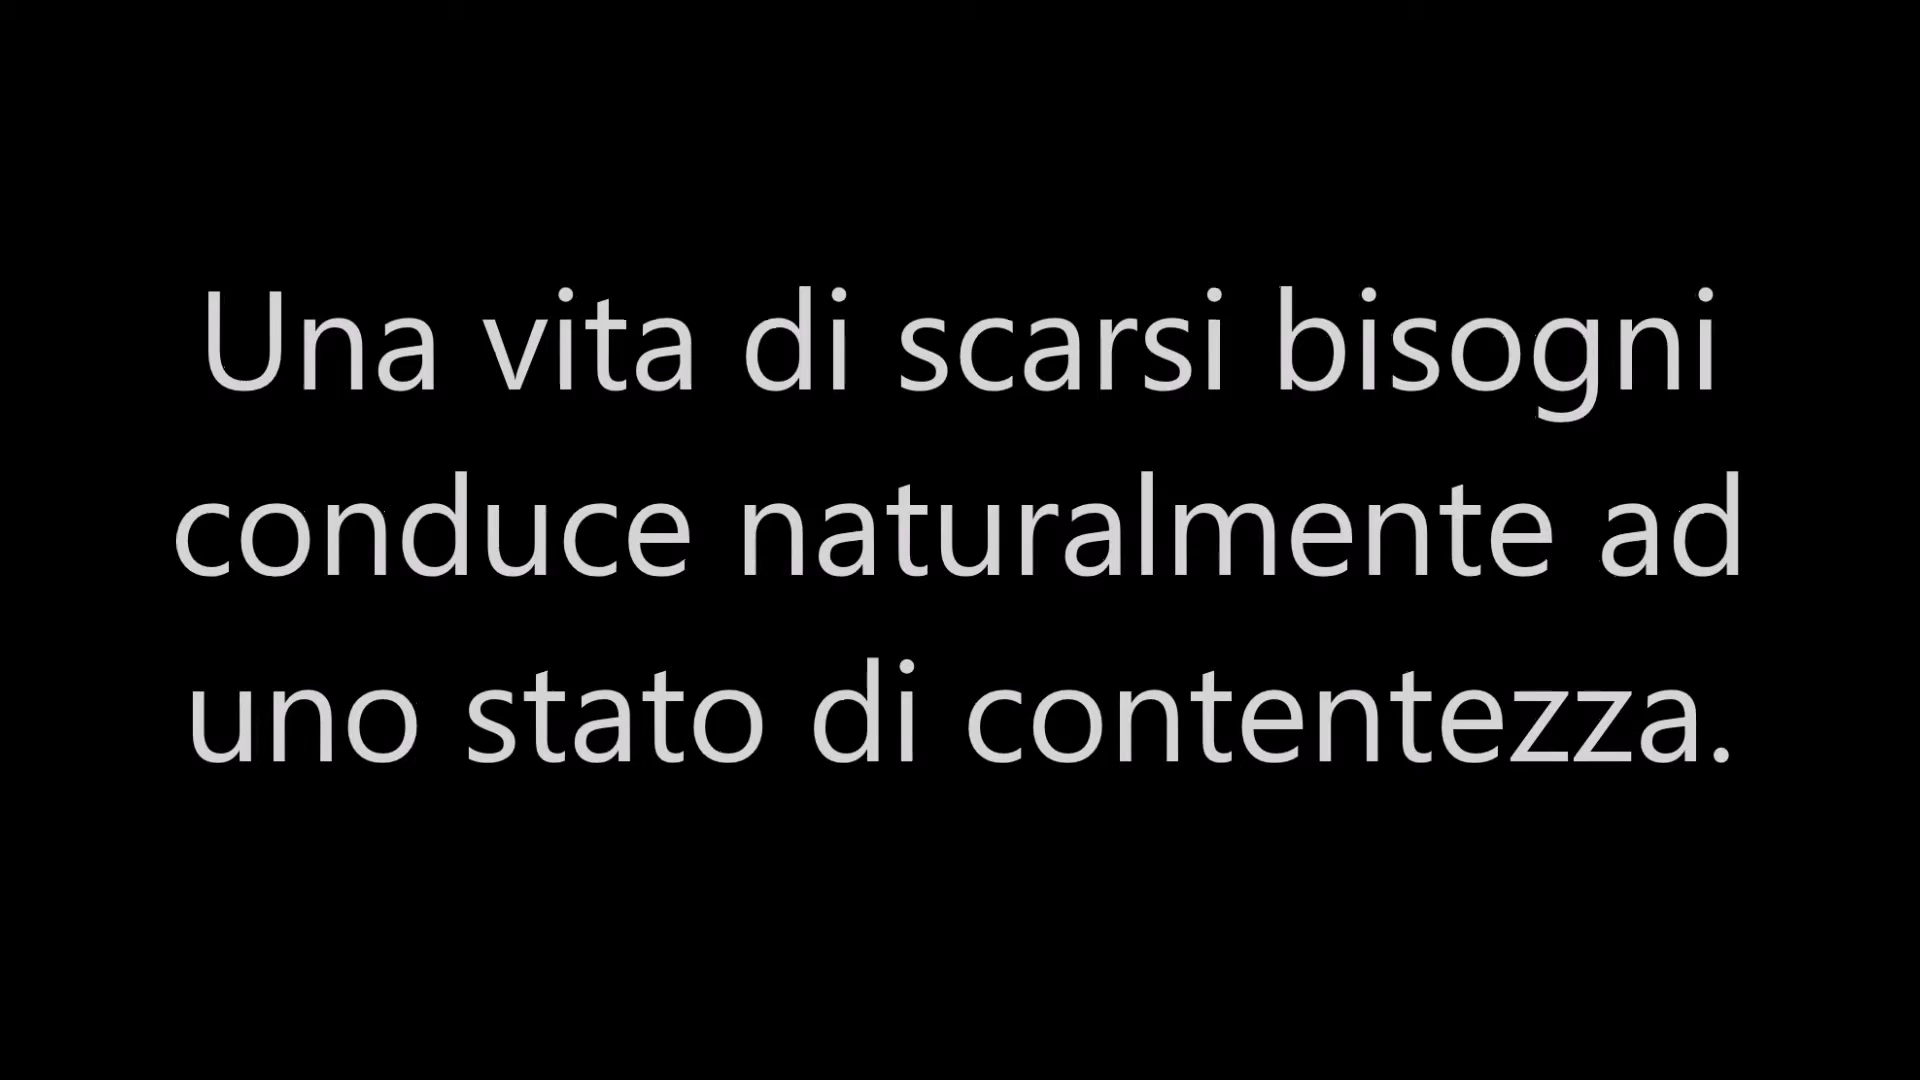 Una vita di scarsi bisogni
conduce naturalmente ad
uno stato di contentezza.